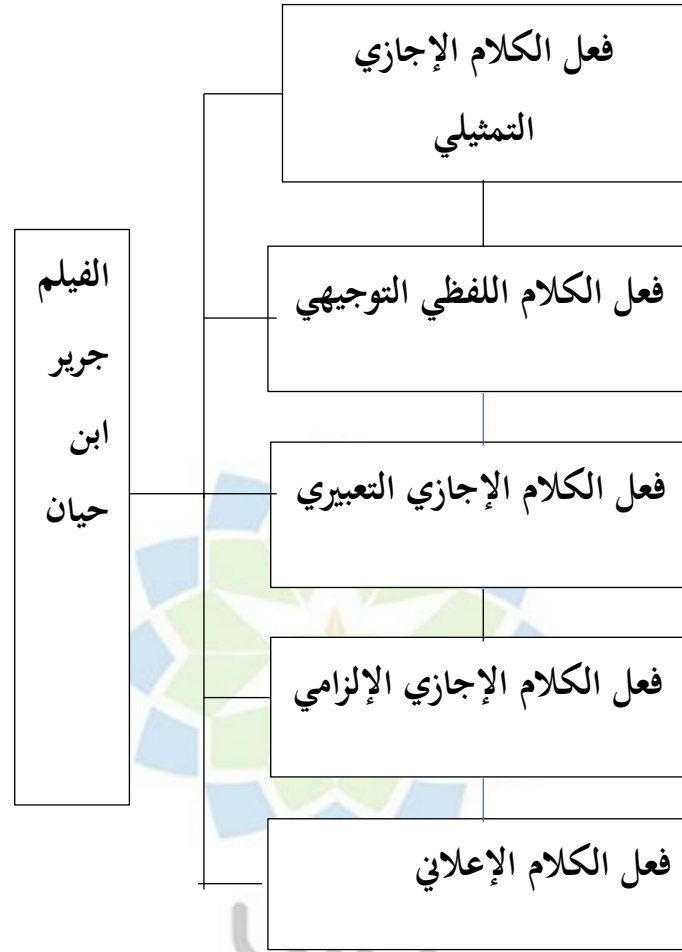 فعل الكلام الإجازي
التمثيلي
فعل الكلام اللفظي التوجيهي
فعل الكلام الإجازي التعبيري
فعل الكلام الإجازي الإلزامي
فعل الكلام الإعلاني
الفيلم
جرير
ابن
حيان